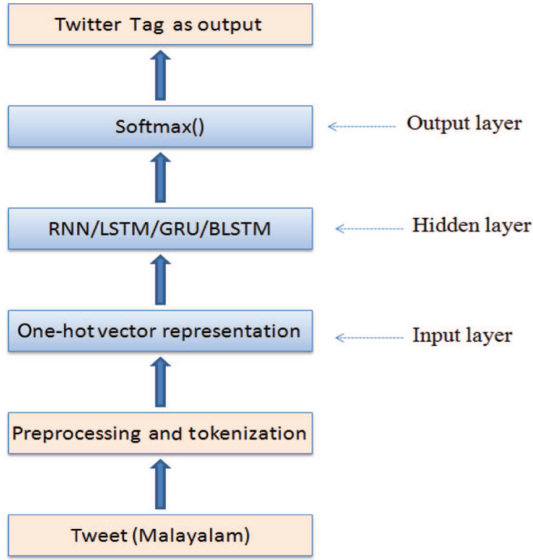 Twitter Tag as output
Softmax()
Output layer
RNN/LSTM/GRU/BLSTM
Hidden layer
One-hot vector representation
Input layer
Preprocessing and tokenization
Tweet (Malayalam)